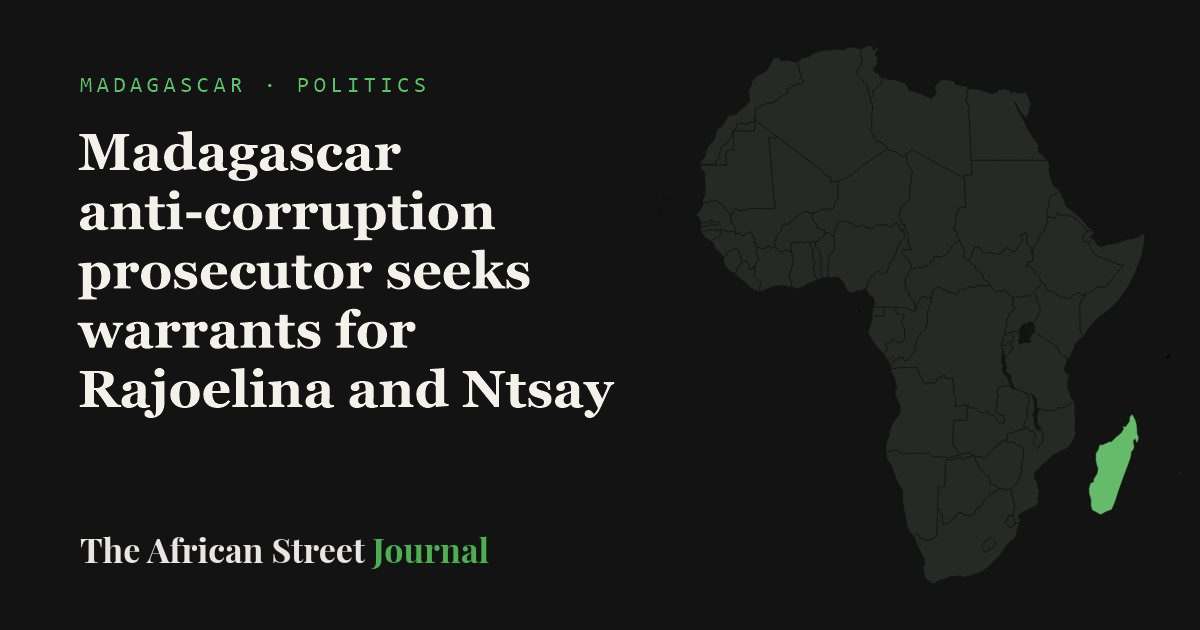 MADAGASCAR · POLITICS
Madagascar
anti-corruption
prosecutor seeks
warrants for
Rajoelina and Ntsay
The African Street Journal